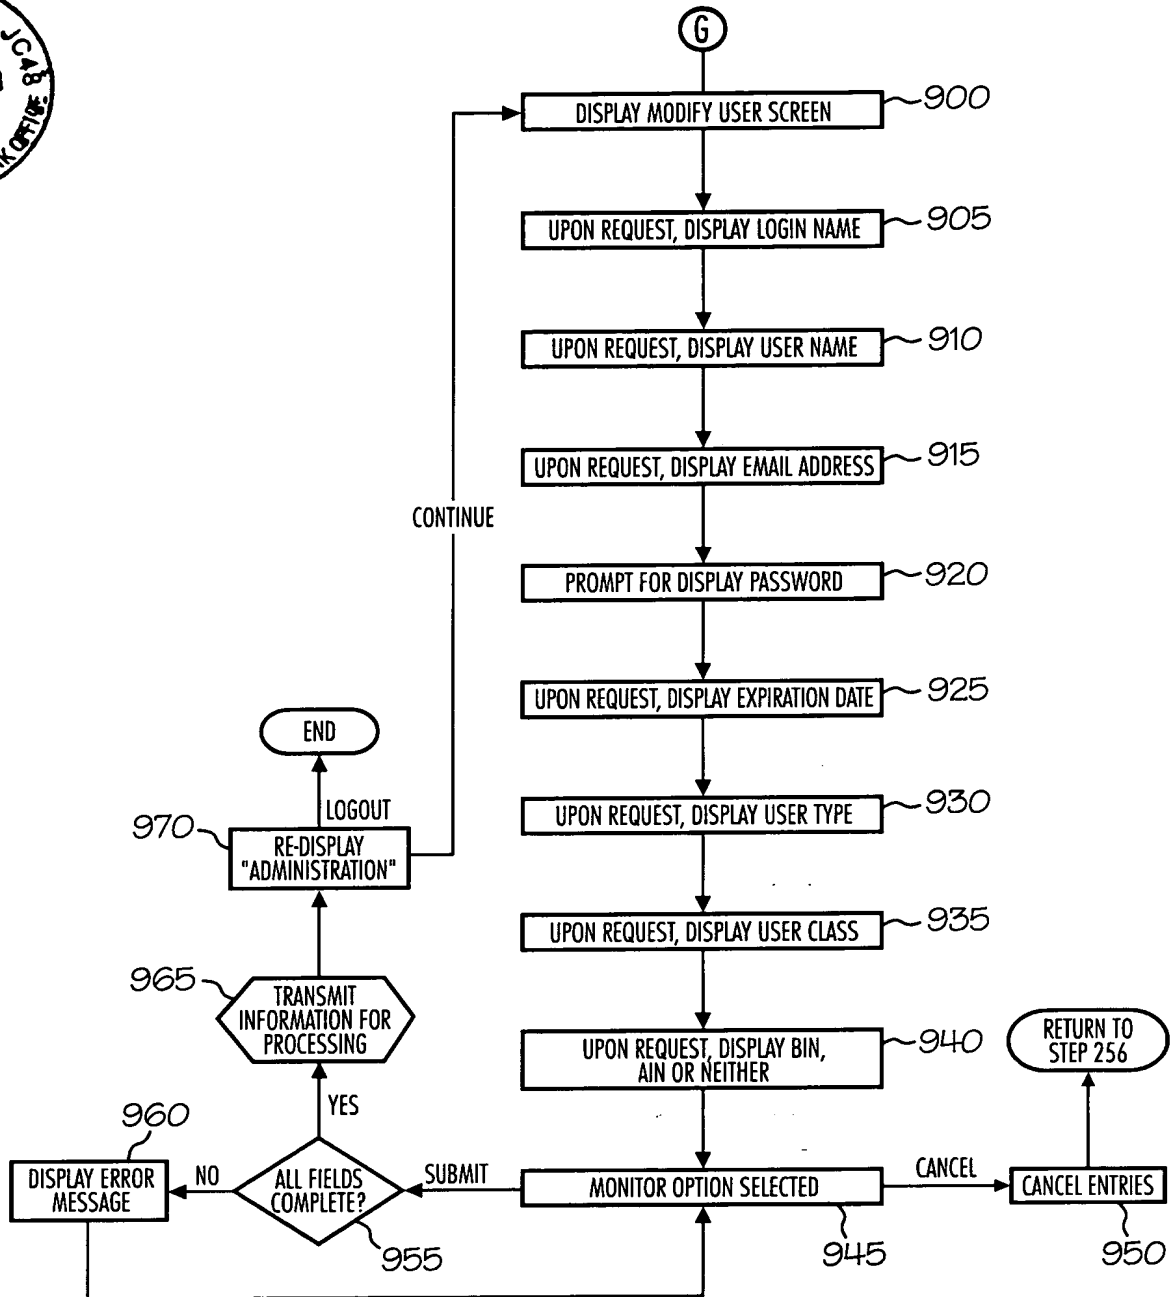 JC48
K OFFICE
G
DISPLAY MODIFY USER SCREEN
900
UPON REQUEST, DISPLAY LOGIN NAME
905
UPON REQUEST, DISPLAY USER NAME
910
UPON REQUEST, DISPLAY EMAIL ADDRESS
915
CONTINUE
PROMPT FOR DISPLAY PASSWORD
920
UPON REQUEST, DISPLAY EXPIRATION DATE
925
END
LOGOUT
UPON REQUEST, DISPLAY USER TYPE
930
970
RE-DISPLAY
"ADMINISTRATION"
UPON REQUEST, DISPLAY USER CLASS
935
965
TRANSMIT
INFORMATION FOR
PROCESSING
UPON REQUEST, DISPLAY BIN,
AIN OR NEITHER
940
RETURN TO
STEP 256
YES
960
DISPLAY ERROR
MESSAGE
NO
ALL FIELDS
COMPLETE?
955
SUBMIT
MONITOR OPTION SELECTED
945
CANCEL
CANCEL ENTRIES
950